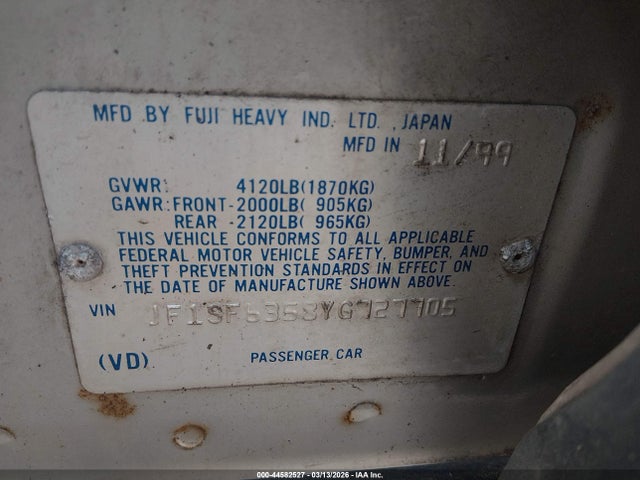 MFD BY FUJI HEAVY IND. LTD., JAPAN
MFD IN 11/99
GVWR: 4120LB(1870KG)
GAWR:FRONT-2000LB( 905KG)
REAR -2120LB( 965KG)
THIS VEHICLE CONFORMS TO ALL APPLICABLE
FEDERAL MOTOR VEHICLE SAFETY, BUMPER, AND
THEFT PREVENTION STANDARDS IN EFFECT ON
THE DATE OF MANUFACTURE SHOWN ABOVE.
VIN JF1SF6358YG727705
(VD) PASSENGER CAR
000-44582527 - 03/13/2026 - IAA Inc.